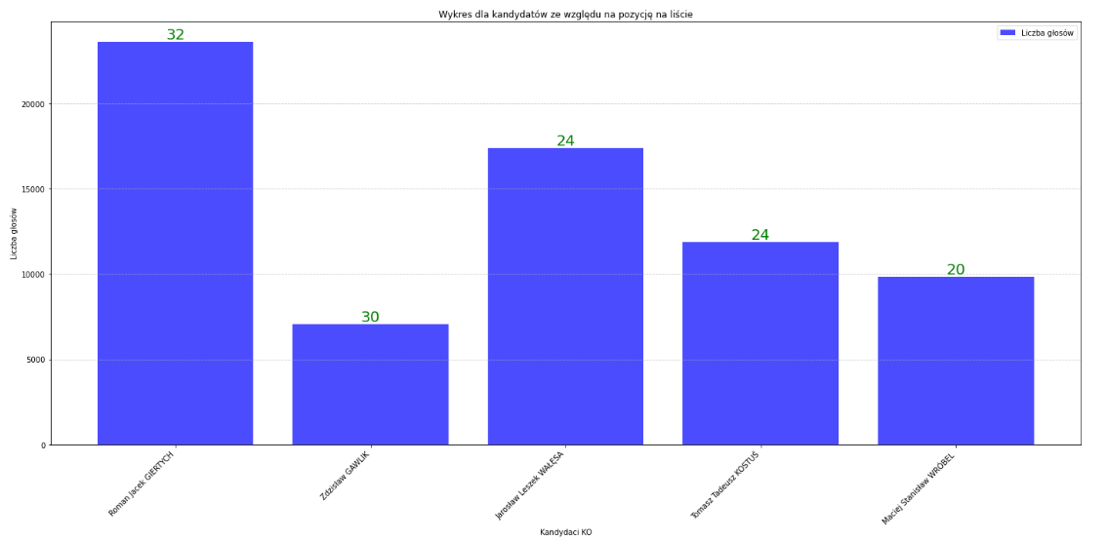 Wykres dla kandydatów ze względu na pozycję na liście
Liczba głosów
32
30
24
24
20
Liczba głosów
20000
15000
10000
5000
0
Roman Jacek GIERTYCH
Zdzisław GAWLIK
Jarosław Leszek WAŁĘSA
Tomasz Tadeusz KOSTUŚ
Maciej Stanisław WRÓBEL
Kandydaci KO